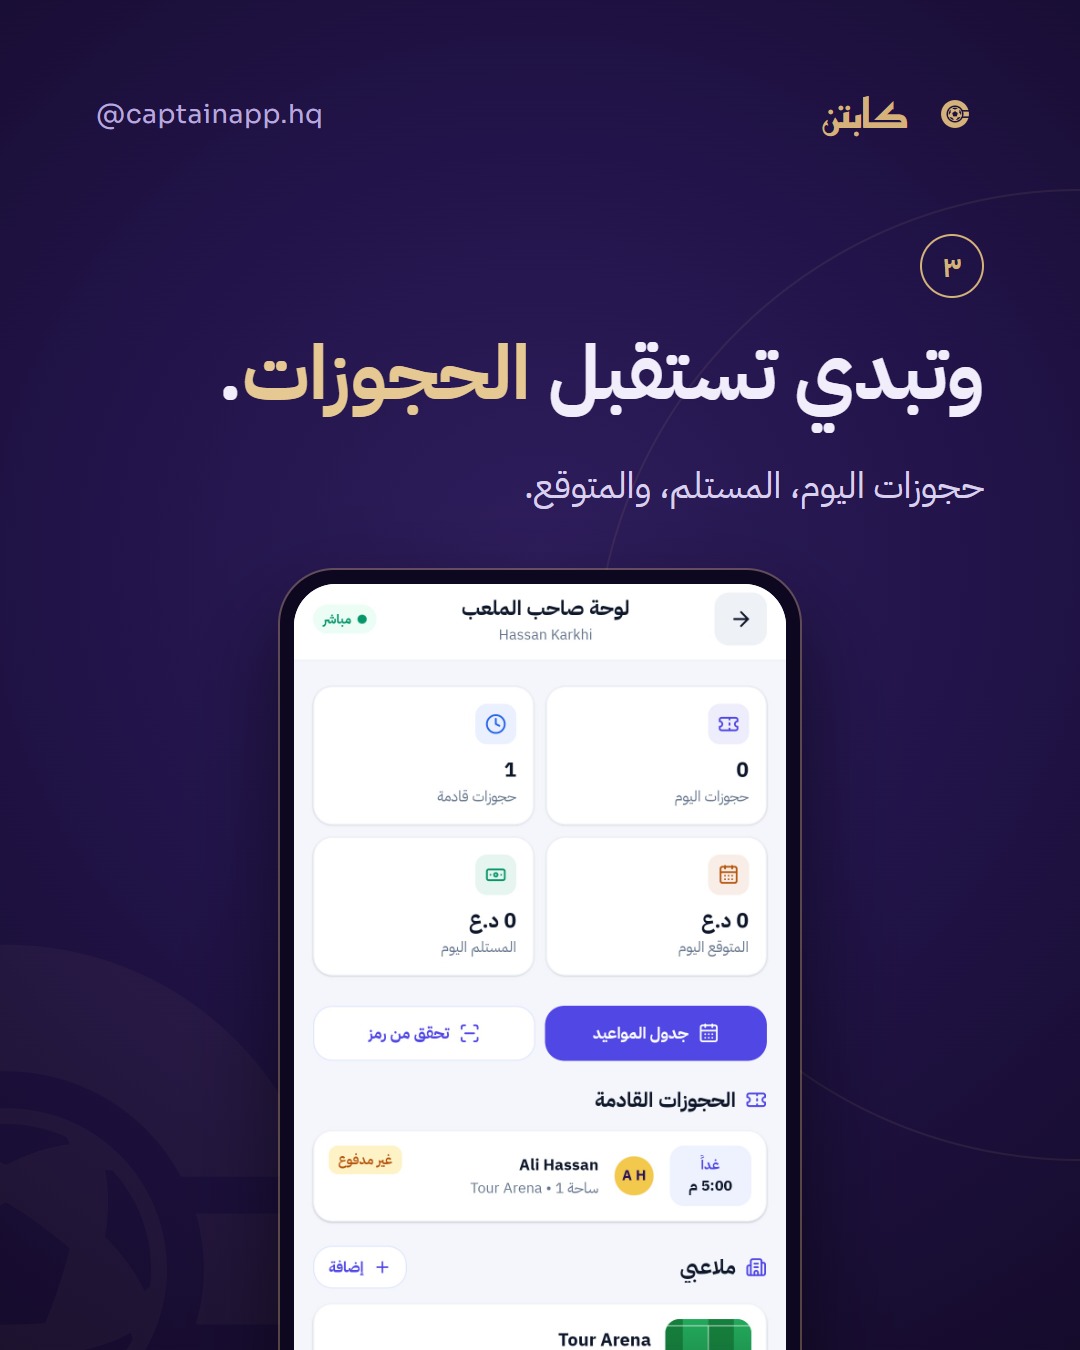 كابتن
@captainapp.hq
٣
وتبدي تستقبل الحجوزات.
حجوزات اليوم، المستلم، والمتوقع.
لوحة صاحب الملعب
مباشر
Hassan Karkhi
0
حجوزات اليوم
1
حجوزات قادمة
0 د.ع
المتوقع اليوم
0 د.ع
المستلم اليوم
جدول المواعيد
تحقق من رمز
الحجوزات القادمة
غداً
5:00 م
A H
Ali Hassan
ساحة 1 • Tour Arena
غير مدفوع
ملاعبي
إضافة
Tour Arena